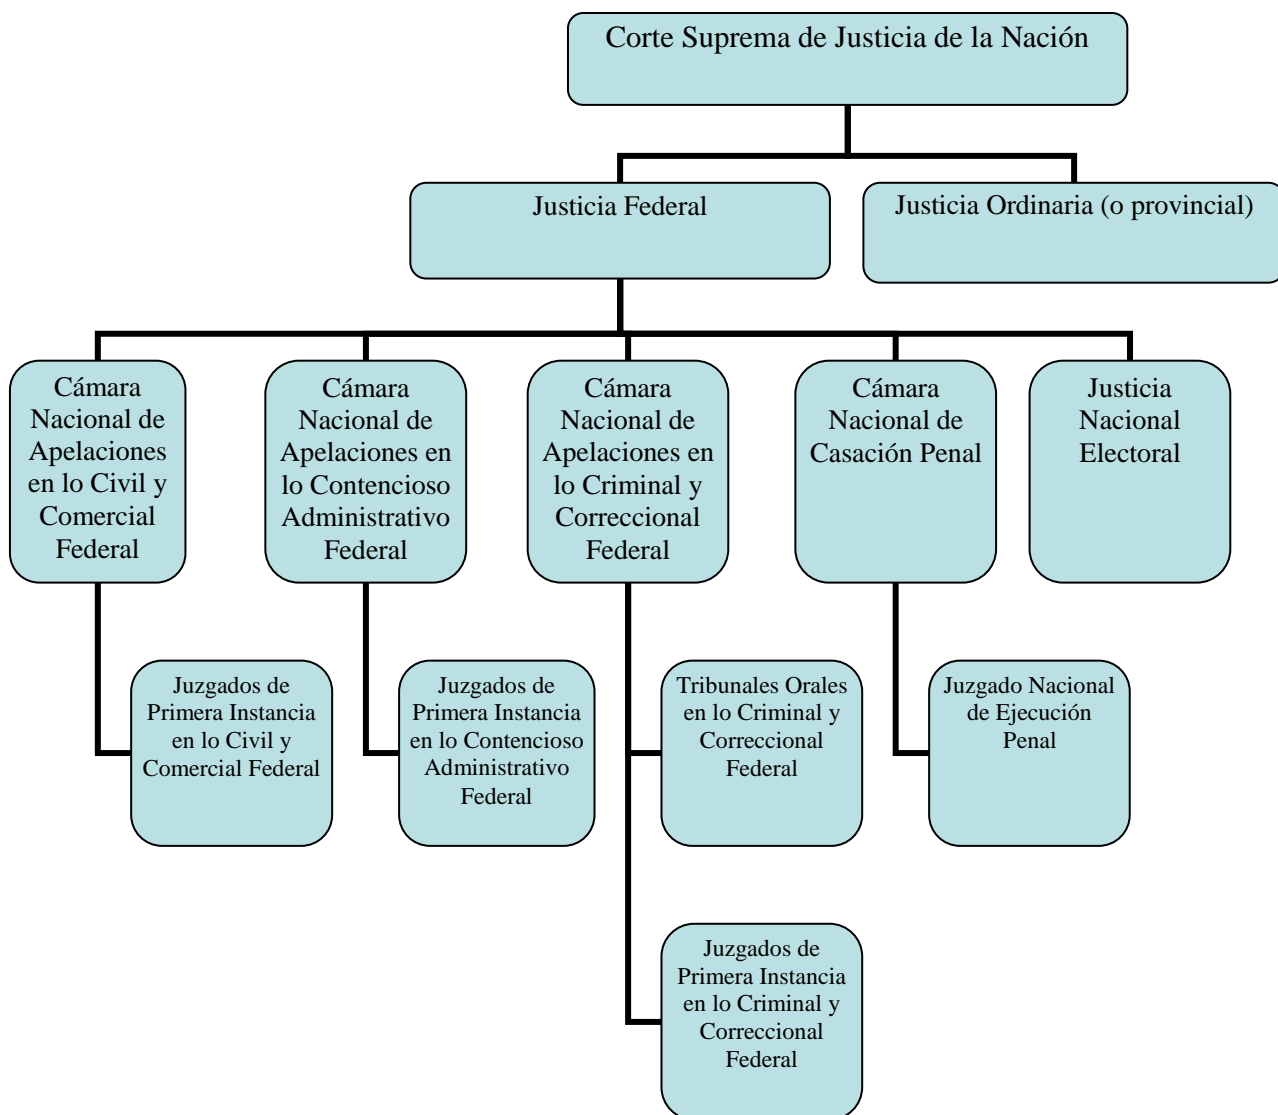 Corte Suprema de Justicia de la Nación
Justicia Federal
Justicia Ordinaria (o provincial)
Cámara
Nacional de
Apelaciones
en lo Civil y
Comercial
Federal
Cámara
Nacional de
Apelaciones en
lo Contencioso
Administrativo
Federal
Cámara
Nacional de
Apelaciones en
lo Criminal y
Correccional
Federal
Cámara
Nacional de
Casación Penal
Justicia
Nacional
Electoral
Juzgados de
Primera Instancia
en lo Civil y
Comercial Federal
Juzgados de
Primera Instancia
en lo Contencioso
Administrativo
Federal
Tribunales Orales
en lo Criminal y
Correccional
Federal
Juzgado Nacional
de Ejecución
Penal
Juzgados de
Primera Instancia
en lo Criminal y
Correccional
Federal